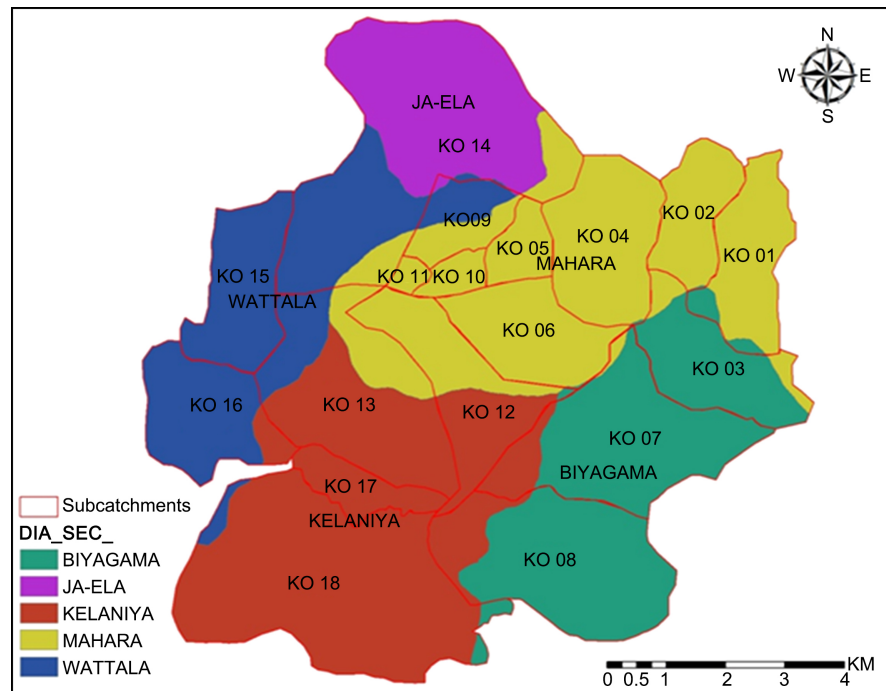 N
W E
S
JA-ELA
KO 14
KO 02
KO09
KO 04
KO 05
KO 01
MAHARA
KO 15
KO 11 KO 10
WATTALA
KO 06
KO 03
KO 16 KO 13
KO 12
KO 07
BIYAGAMA
KO 17
KELANIYA
KO 08
KO 18
Subcatchments
DIA_SEC_
BIYAGAMA
JA-ELA
KELANIYA
MAHARA
WATTALA
KM
0 0.5 1 2 3 4